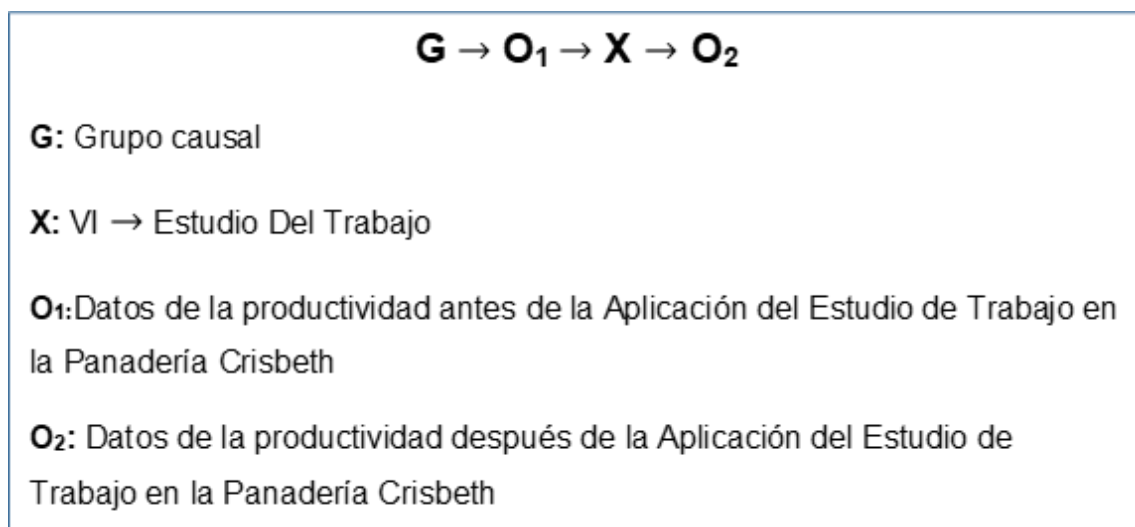 G → O₁ → X → O₂
G: Grupo causal
X: VI → Estudio Del Trabajo
O₁:Datos de la productividad antes de la Aplicación del Estudio de Trabajo en
la Panadería Crisbeth
O₂: Datos de la productividad después de la Aplicación del Estudio de
Trabajo en la Panadería Crisbeth